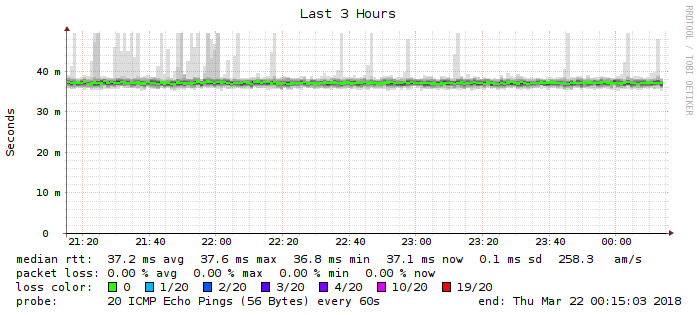 Last 3 Hours
RRDTOOL / TOBI OETIKER
Seconds
40 m
30 m
20 m
10 m
0
21:20 21:40 22:00 22:20 22:40 23:00 23:20 23:40 00:00
median rtt: 37.2 ms avg 37.6 ms max 36.8 ms min 37.1 ms now 0.1 ms sd 258.3 am/s
packet loss: 0.00 % avg 0.00 % max 0.00 % min 0.00 % now
loss color: 0 1/20 2/20 3/20 4/20 10/20 19/20
probe: 20 ICMP Echo Pings (56 Bytes) every 60s end: Thu Mar 22 00:15:03 2018